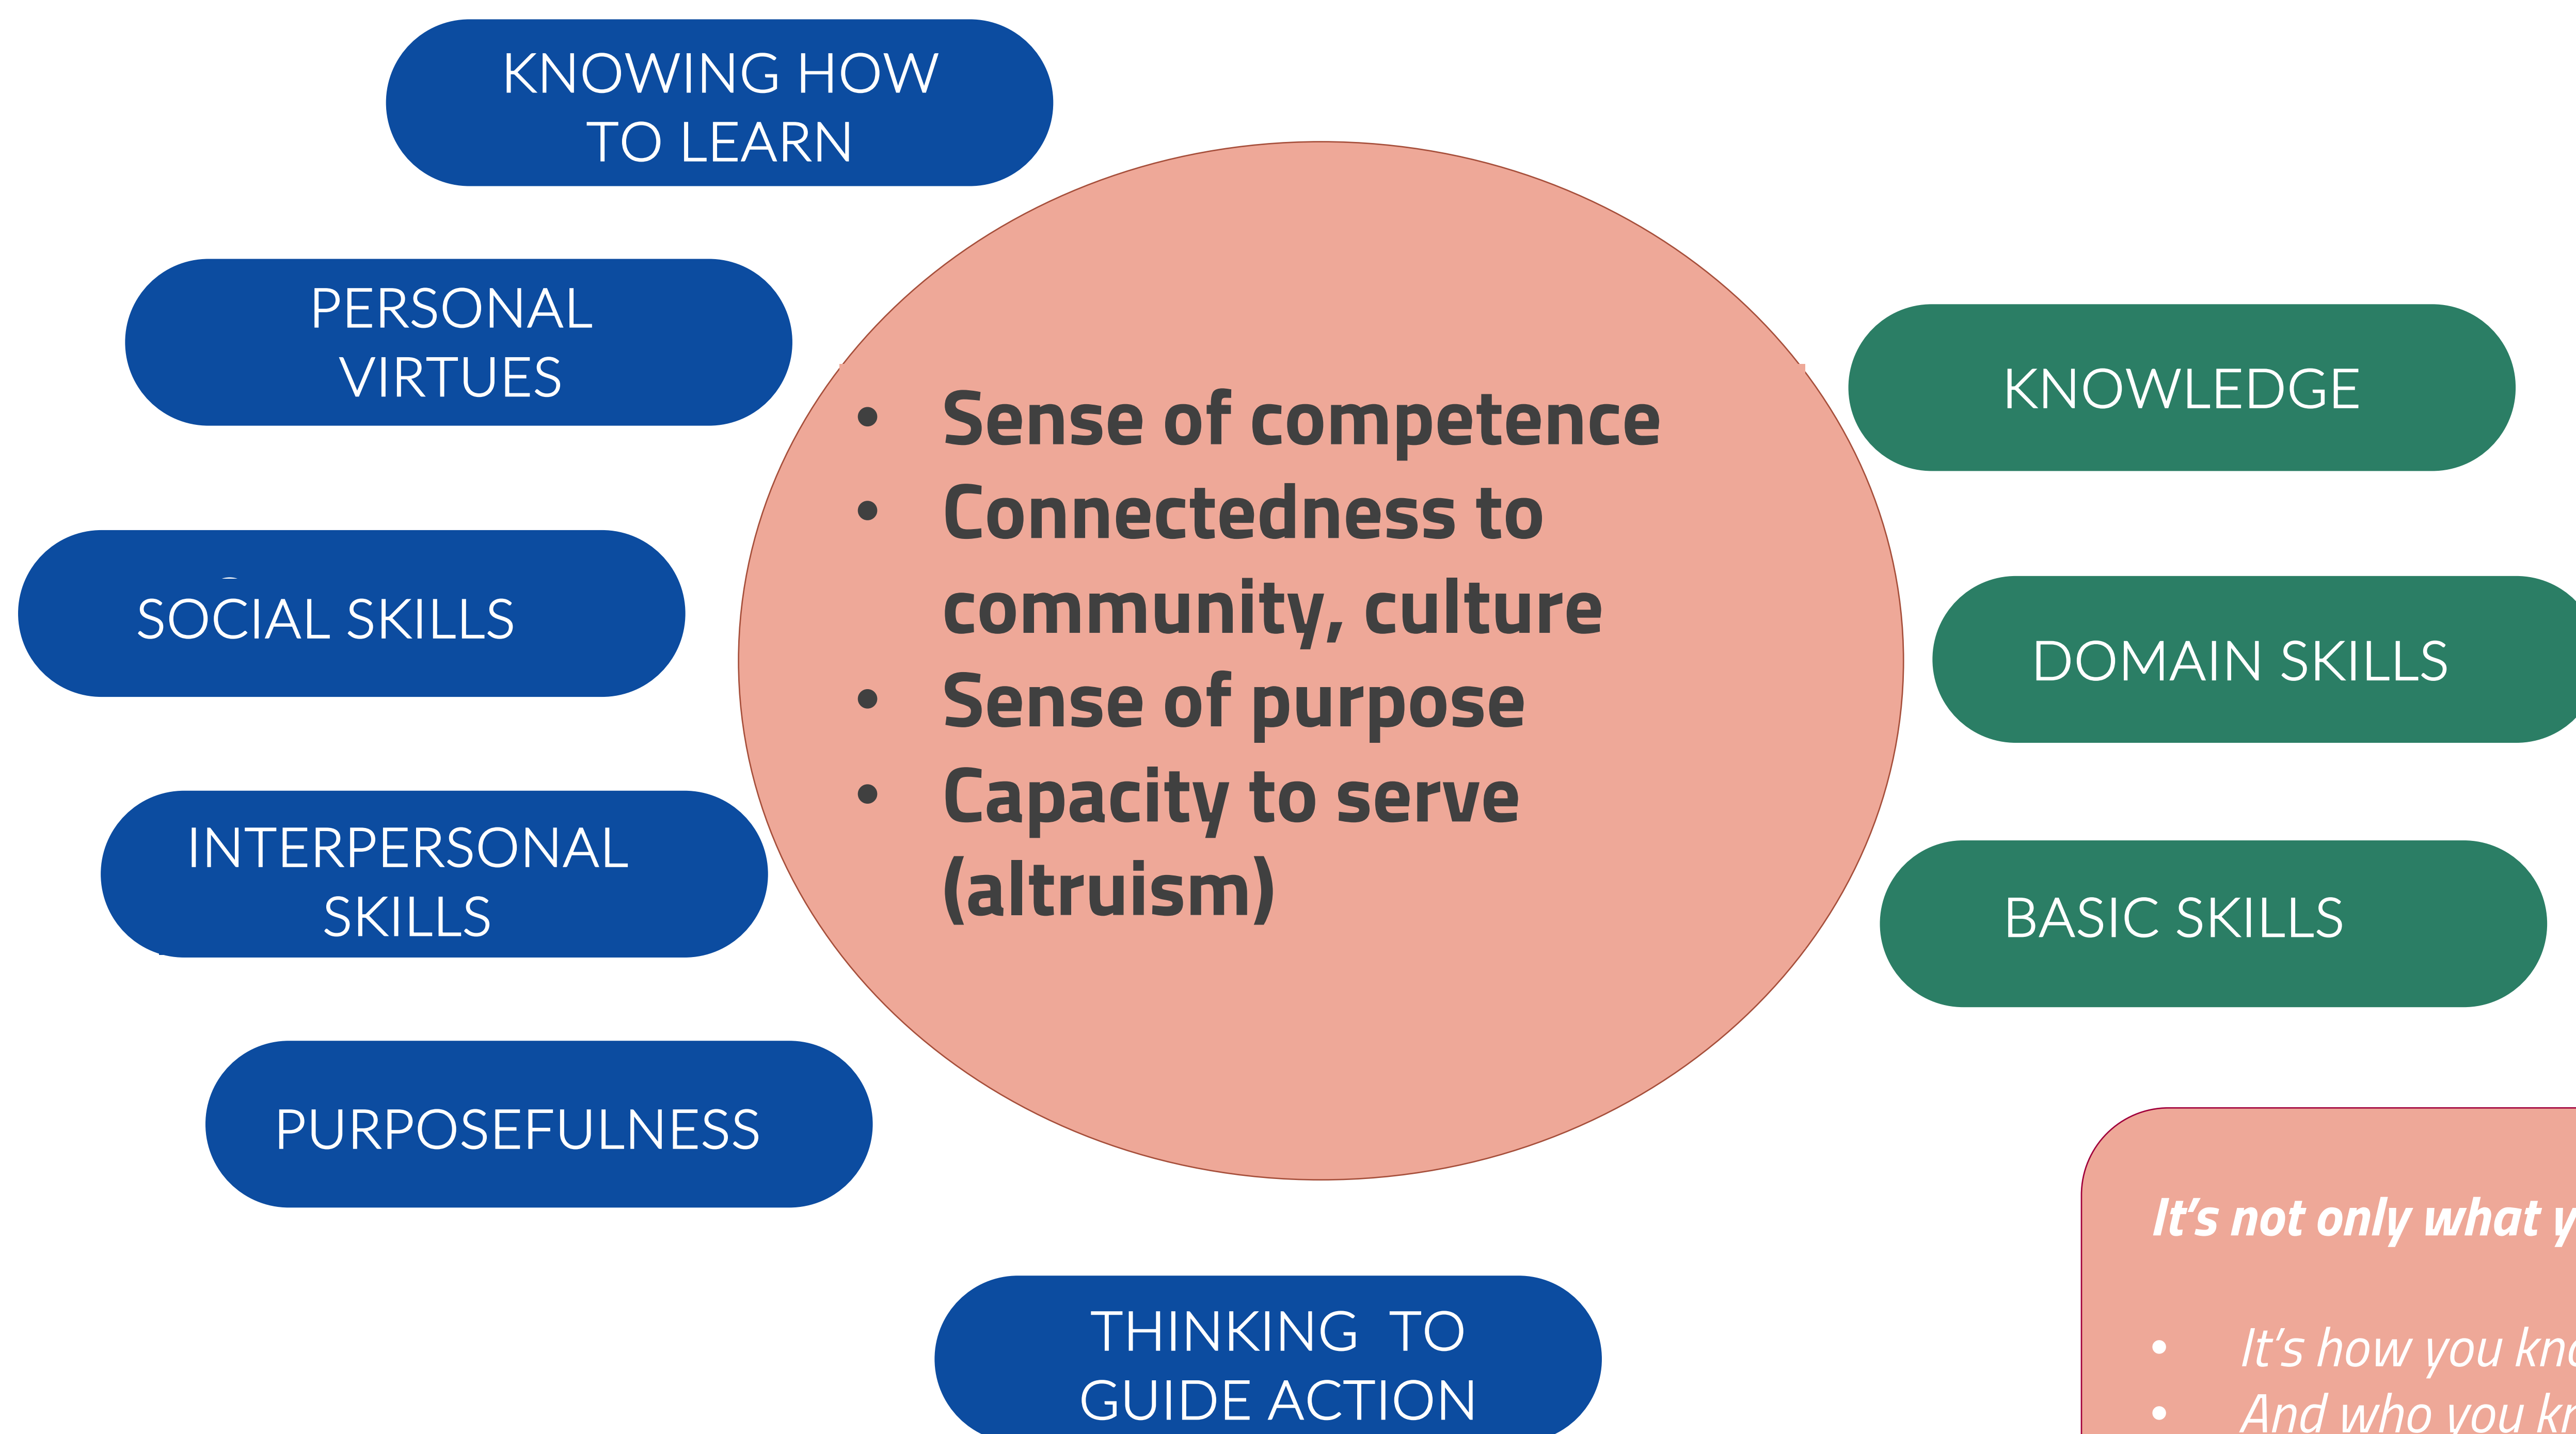 KNOWING HOW
TO LEARN
PERSONAL
VIRTUES
SOCIAL SKILLS
INTERPERSONAL
SKILLS
PURPOSEFULNESS
THINKING TO
GUIDE ACTION
• Sense of competence
• Connectedness to
community, culture
• Sense of purpose
• Capacity to serve
(altruism)
KNOWLEDGE
DOMAIN SKILLS
BASIC SKILLS
It’s not only what
• It’s how you
• And who you